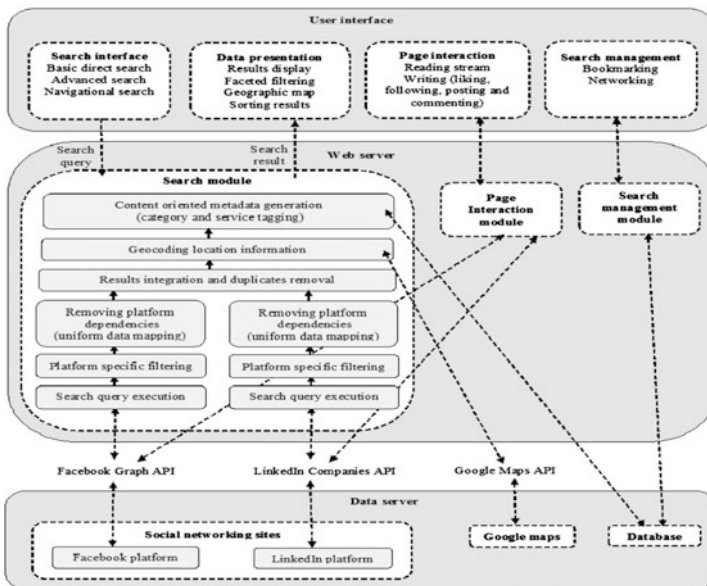 User interface
Search interface
Basic direct search
Advanced search
Navigational search
Data presentation
Results display
Faceted filtering
Geographic map
Sorting results
Page interaction
Reading stream
Writing (liking,
following, posting and
commenting)
Search management
Bookmarking
Networking
Search
query
Search
result
Web server
Search module
Content oriented metadata generation
(category and service tagging)
Geocoding location information
Results integration and duplicates removal
Removing platform
dependencies
(uniform data mapping)
Platform specific filtering
Search query execution
Removing platform
dependencies
(uniform data mapping)
Platform specific filtering
Search query execution
Page
Interaction
module
Search
management
module
Facebook Graph API
LinkedIn Companies API
Google Maps API
Data server
Social networking sites
Facebook platform
LinkedIn platform
Google maps
Database